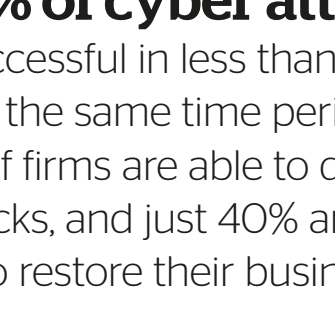 % of cyber att
ccessful in less than
the same time peri
f firms are able to d
cks, and just 40% ar
o restore their busin